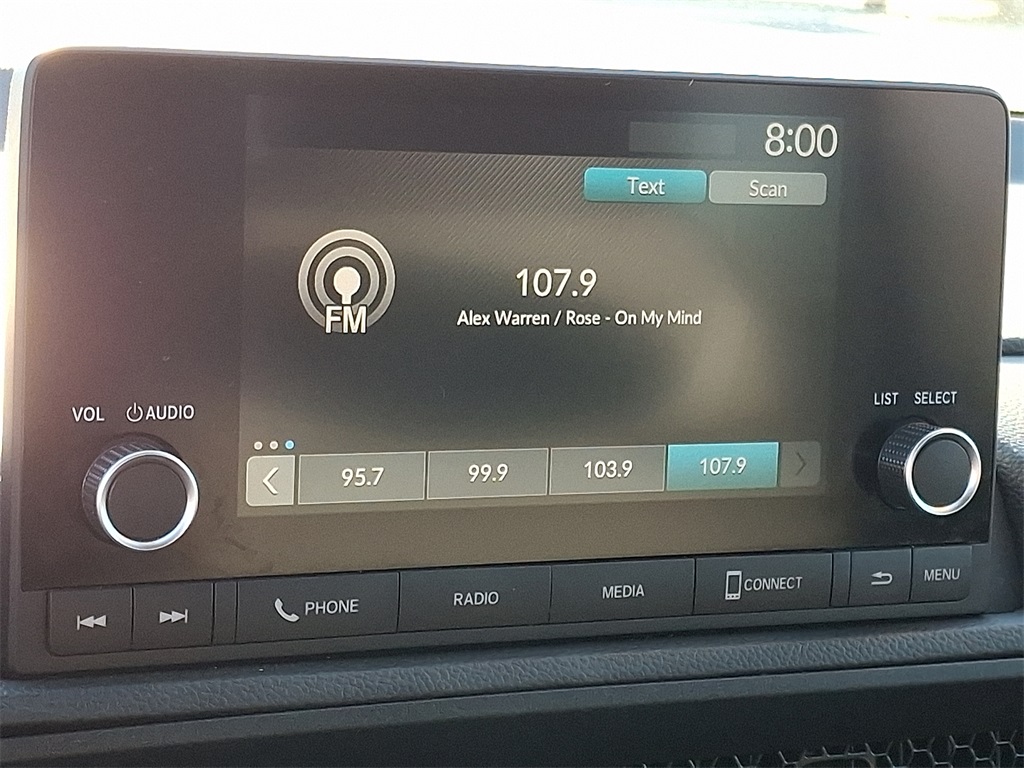 8:00
Text Scan
FM
107.9
Alex Warren / Rose - On My Mind
VOL AUDIO
LIST SELECT
95.7 99.9 103.9 107.9
PHONE RADIO MEDIA CONNECT MENU